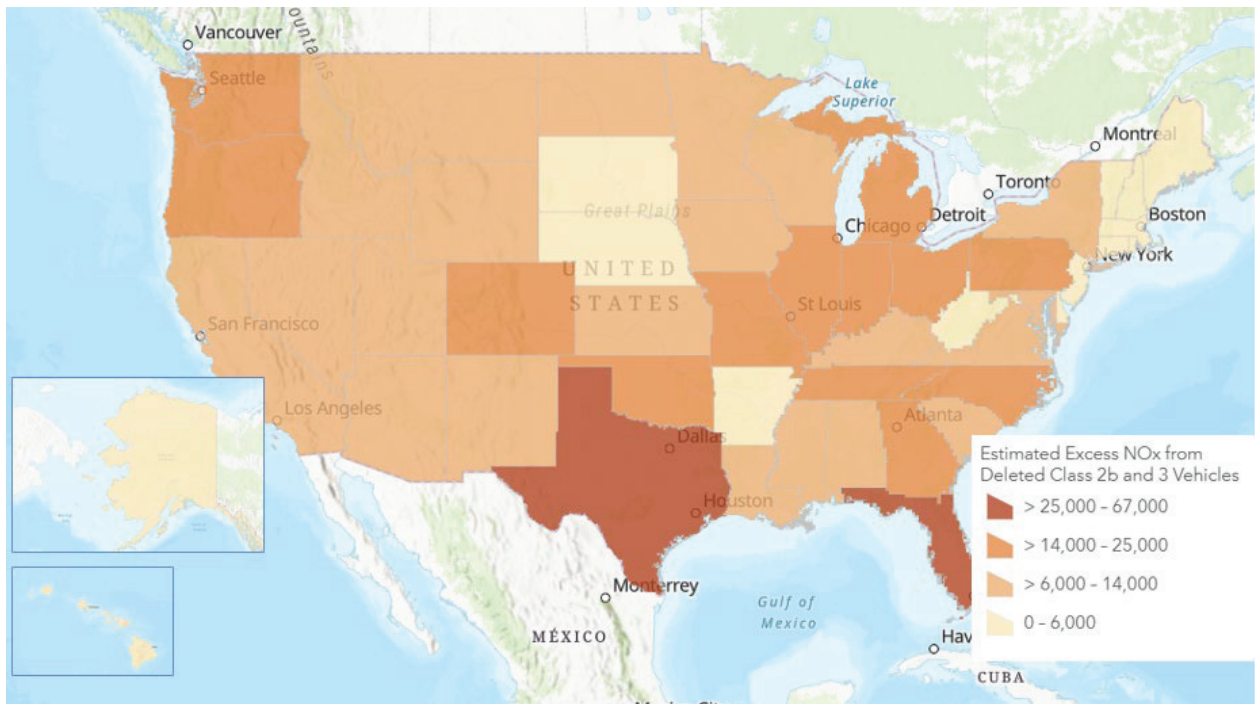 Vancouver
ountains
Seattle
Lake
Superior
Montreal
Toronto
Great Plains
Chicago
Detroit
Boston
New York
UNITED
STATES
St Louis
San Francisco
Los Angeles
Atlanta
Dallas
Houston
Estimated Excess NOx from
Deleted Class 2b and 3 Vehicles
> 25,000 - 67,000
> 14,000 - 25,000
> 6,000 - 14,000
0 - 6,000
Monterrey
Gulf of
Mexico
MÉXICO
Hav
CUBA